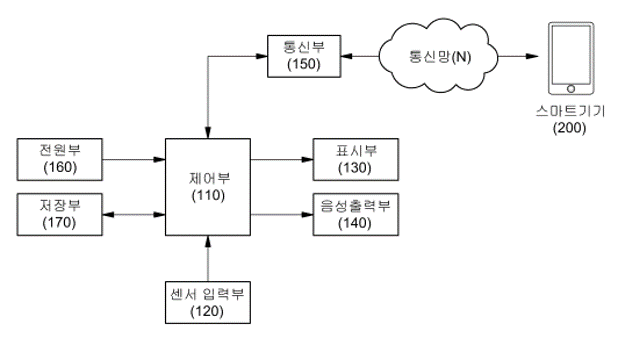 통신부
(150)
통신망(N)
스마트기기
(200)
전원부
(160)
제어부
(110)
표시부
(130)
저장부
(170)
음성출력부
(140)
센서 입력부
(120)